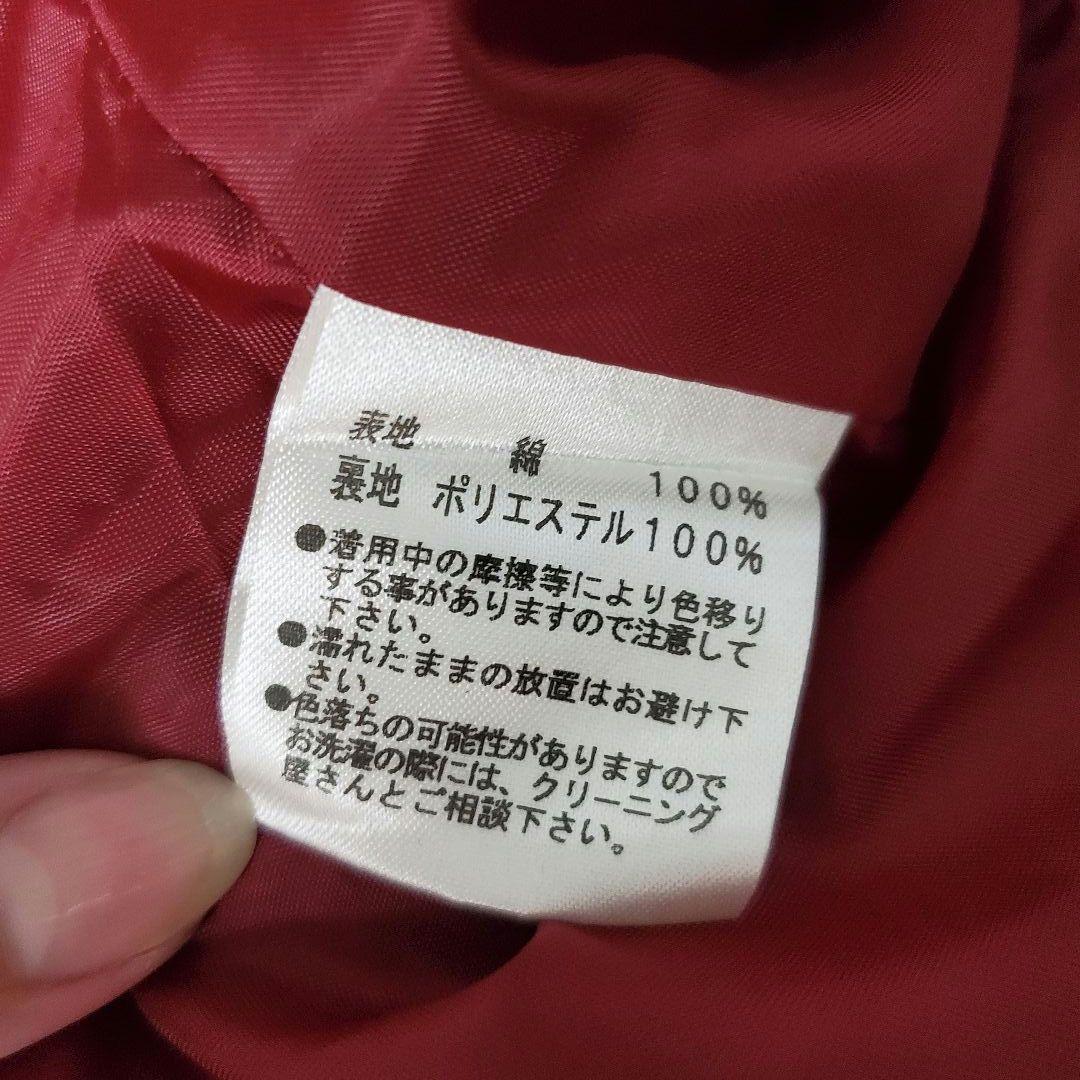 表地 綿 100%
裏地 ポリエステル100%
●着用中の摩擦等により色移り
する事がありますので注意して
下さい。
●濡れたままの放置はお避け下
さい。
●色落ちの可能性がありますので
お洗濯の際には、クリーニング
屋さんとご相談下さい。